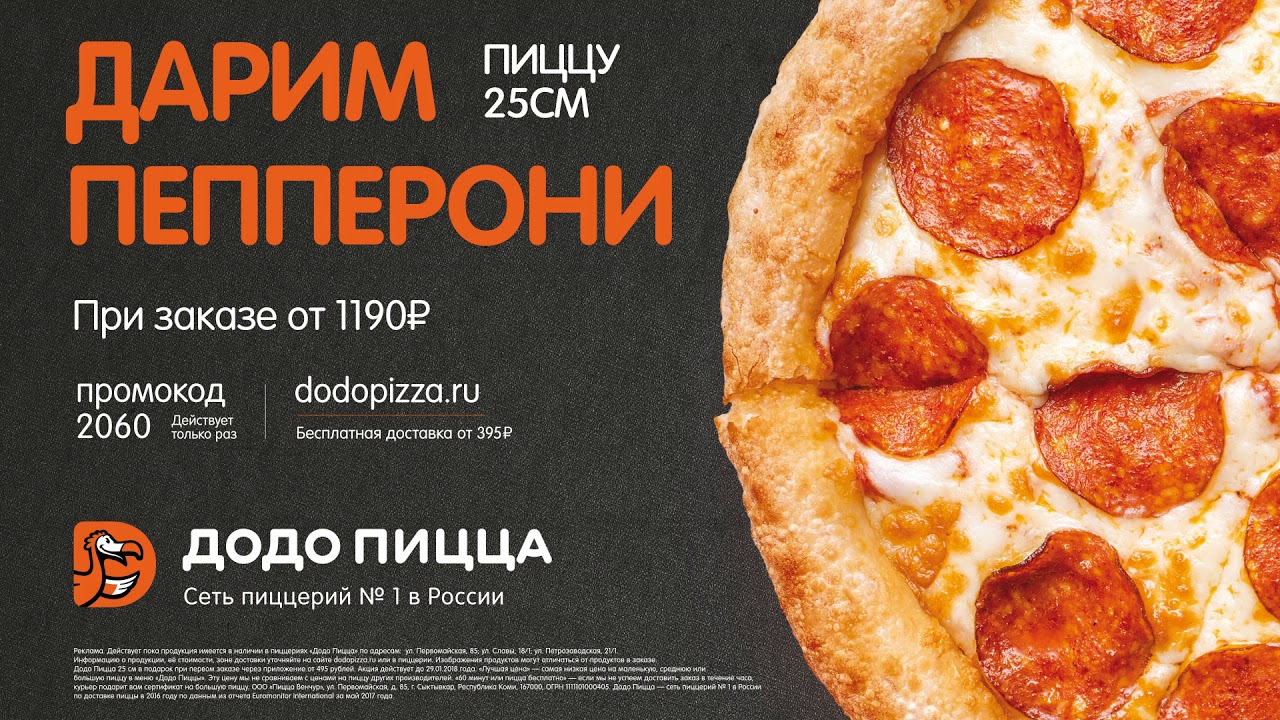 ДАРИМ
ПИЦЦУ
25СМ
ПЕППЕРОНИ
При заказе от 1190₽
промокод
2060
Действует
только раз
dodopizza.ru
Бесплатная доставка от 395₽
ДОДО ПИЦЦА
Сеть пиццерий № 1 в России
Реклама. Действует пока продукция имеется в наличии в пиццериях «Додо Пицца» по адресам: ул. Первомайская, 85; ул. Славы, 18/1; ул. Петрозаводская, 21/1.
Информацию о продукции, её стоимости, зоне доставки уточняйте на сайте dodopizza.ru или в пиццерии. Изображения продуктов могут отличаться от продуктов в заказе.
Додо Пицца 25 см в подарок при первом заказе через приложение от 495 рублей. Акция действует до 29.01.2018 года. «Лучшая цена» — самая низкая цена на маленькую, среднюю или
большую пиццу в меню «Додо Пиццы». Эту цену мы не сравниваем с ценами на пиццу других производителей. «60 минут или пицца бесплатно» — если мы не успеем доставить заказ в течение часа,
курьер подарит вам сертификат на большую пиццу. ООО «Пицца Венчур», ул. Первомайская, д. 85, г. Сыктывкар, Республика Коми, 167000, ОГРН 1111101000405. Додо Пицца — сеть пиццерий № 1 в России
по доставке пиццы в 2016 году по данным из отчета Euromonitor International за май 2017 года.